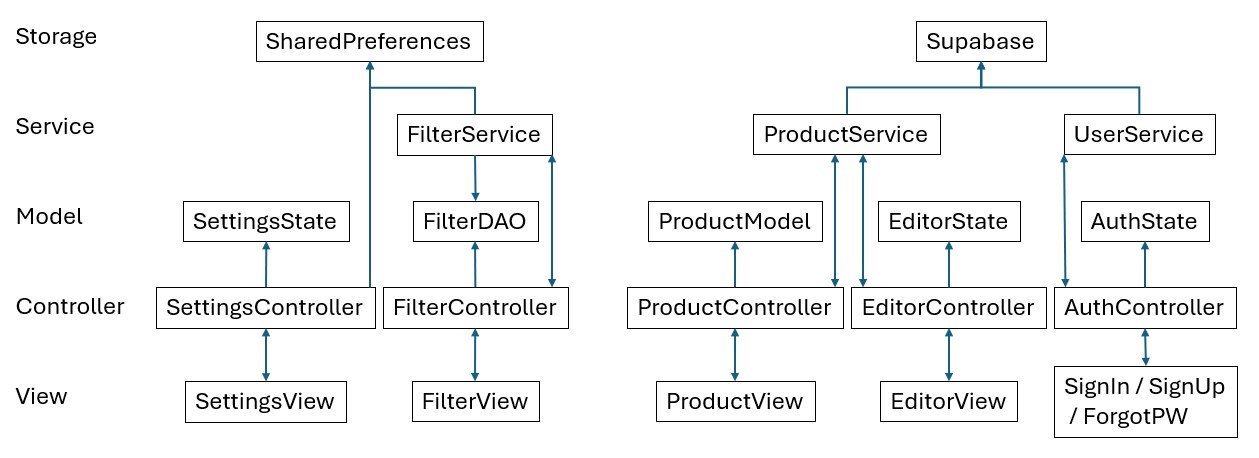 Storage
SharedPreferences
Supabase
Service
FilterService
ProductService
UserService
Model
SettingsState
FilterDAO
ProductModel
EditorState
AuthState
Controller
SettingsController
FilterController
ProductController
EditorController
AuthController
View
SettingsView
FilterView
ProductView
EditorView
SignIn / SignUp
/ ForgotPW